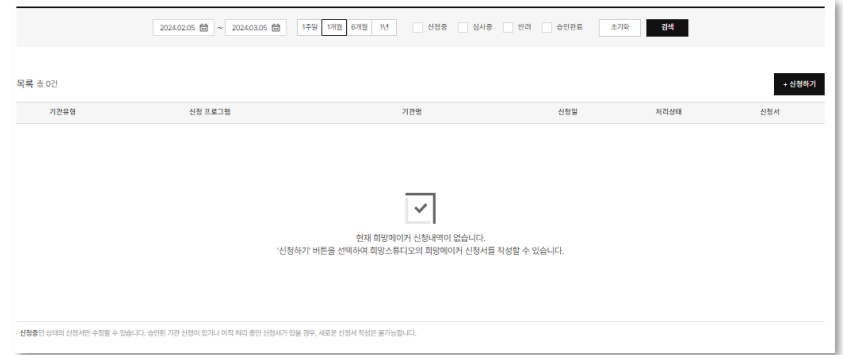 2024.02.05 ~ 2024.03.05 1주일 1개월 6개월 1년 신청중 심사중 반려 승인완료 초기화 검색
목록 총 0건 + 신청하기
기관유형 신청 프로그램 기관명 신청일 처리상태 신청서
현재 희망메이커 신청내역이 없습니다.
'신청하기' 버튼을 선택하여 희망스튜디오의 희망메이커 신청서를 작성할 수 있습니다.
· 신청중인 상태의 신청서만 수정할 수 있습니다. 승인된 기관 신청이 있거나 아직 처리 중인 신청서가 있을 경우, 새로운 신청서 작성은 불가능합니다.